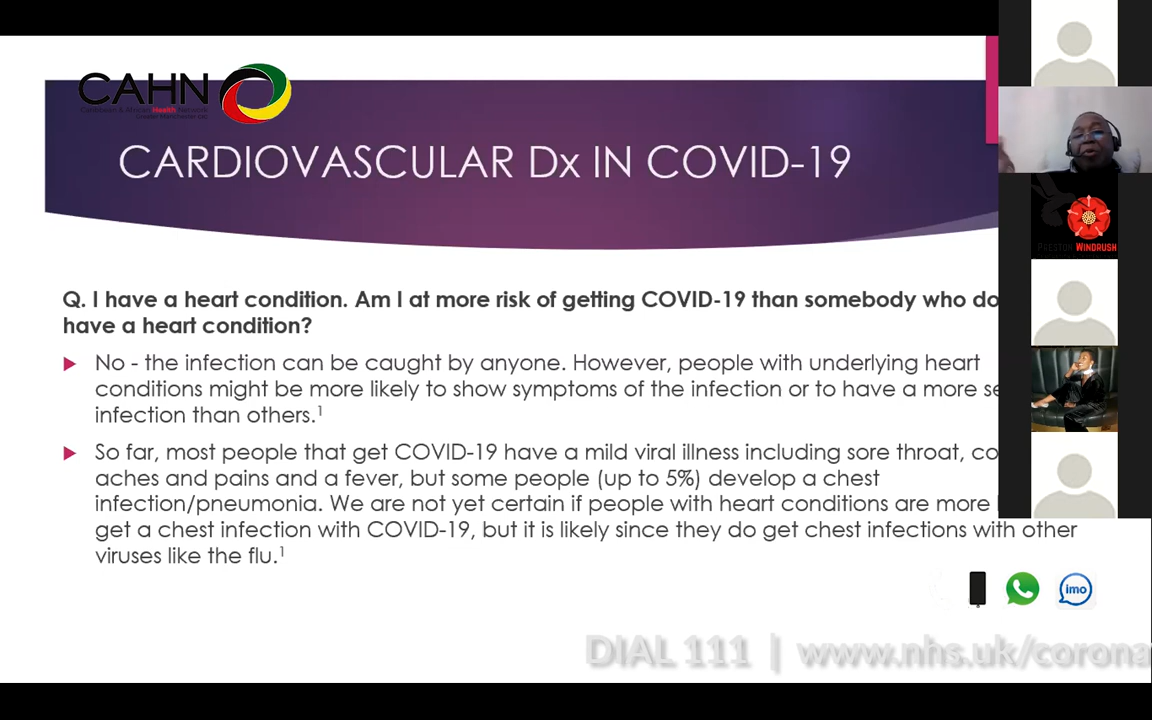 CAHN
Caribbean & African Health Network
Greater Manchester
CARDIOVASCULAR Dx IN COVID-19
PRESTON WINDRUSH
Q. I have a heart condition. Am I at more risk of getting COVID-19 than somebody who do
have a heart condition?
No - the infection can be caught by anyone. However, people with underlying heart
conditions might be more likely to show symptoms of the infection or to have a more se
infection than others.¹
So far, most people that get COVID-19 have a mild viral illness including sore throat, co
aches and pains and a fever, but some people (up to 5%) develop a chest
infection/pneumonia. We are not yet certain if people with heart conditions are more
get a chest infection with COVID-19, but it is likely since they do get chest infections with other
viruses like the flu.¹
imo
DIAL 111 | www.nhs.uk/corona